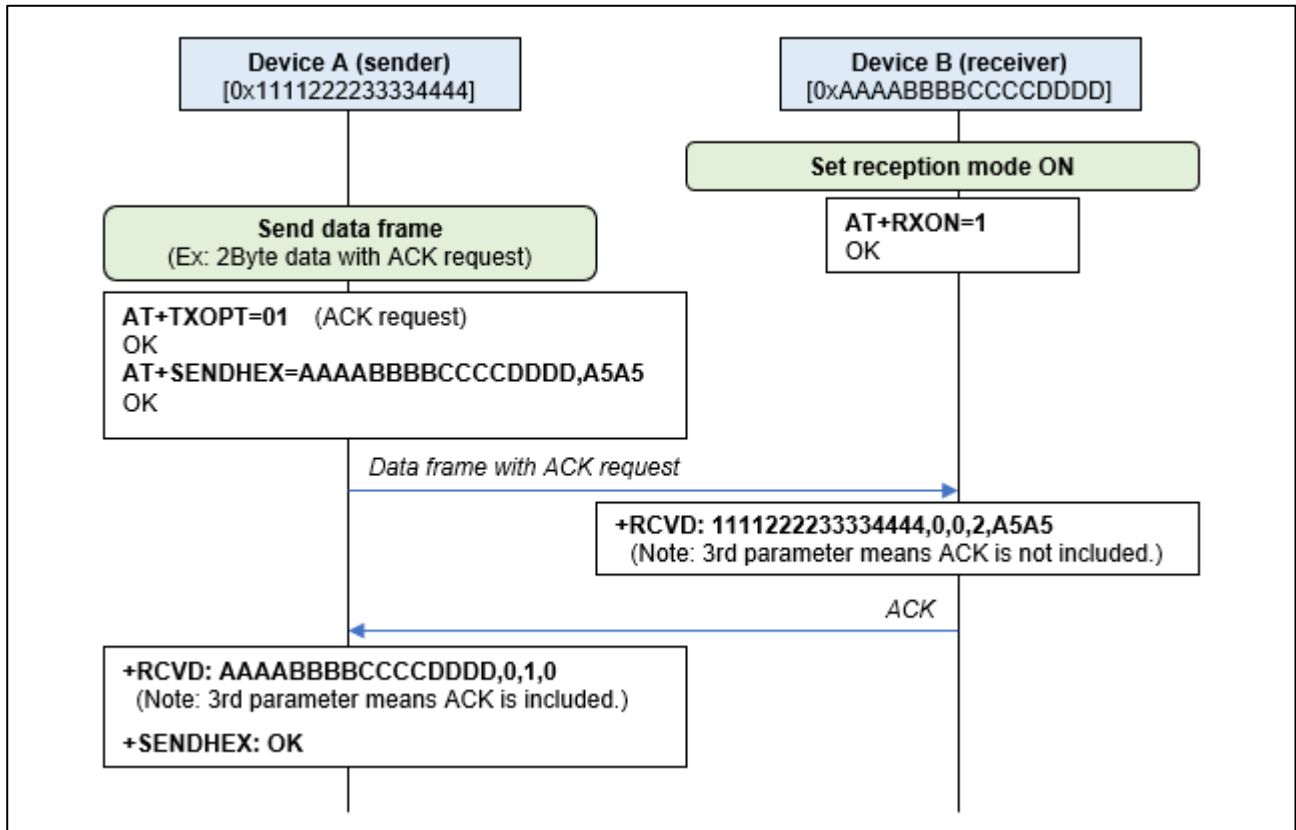 Device A (sender)
[0x1111222233334444]
Device B (receiver)
[0xAAAABBBBCCCCDDDD]
Set reception mode ON
AT+RXON=1
OK
Send data frame
(Ex: 2Byte data with ACK request)
AT+TXOPT=01 (ACK request)
OK
AT+SENDHEX=AAAABBBBCCCCDDDD,A5A5
OK
Data frame with ACK request
+RCVD: 1111222233334444,0,0,2,A5A5
(Note: 3rd parameter means ACK is not included.)
ACK
+RCVD: AAAABBBBCCCCDDDD,0,1,0
(Note: 3rd parameter means ACK is included.)
+SENDHEX: OK